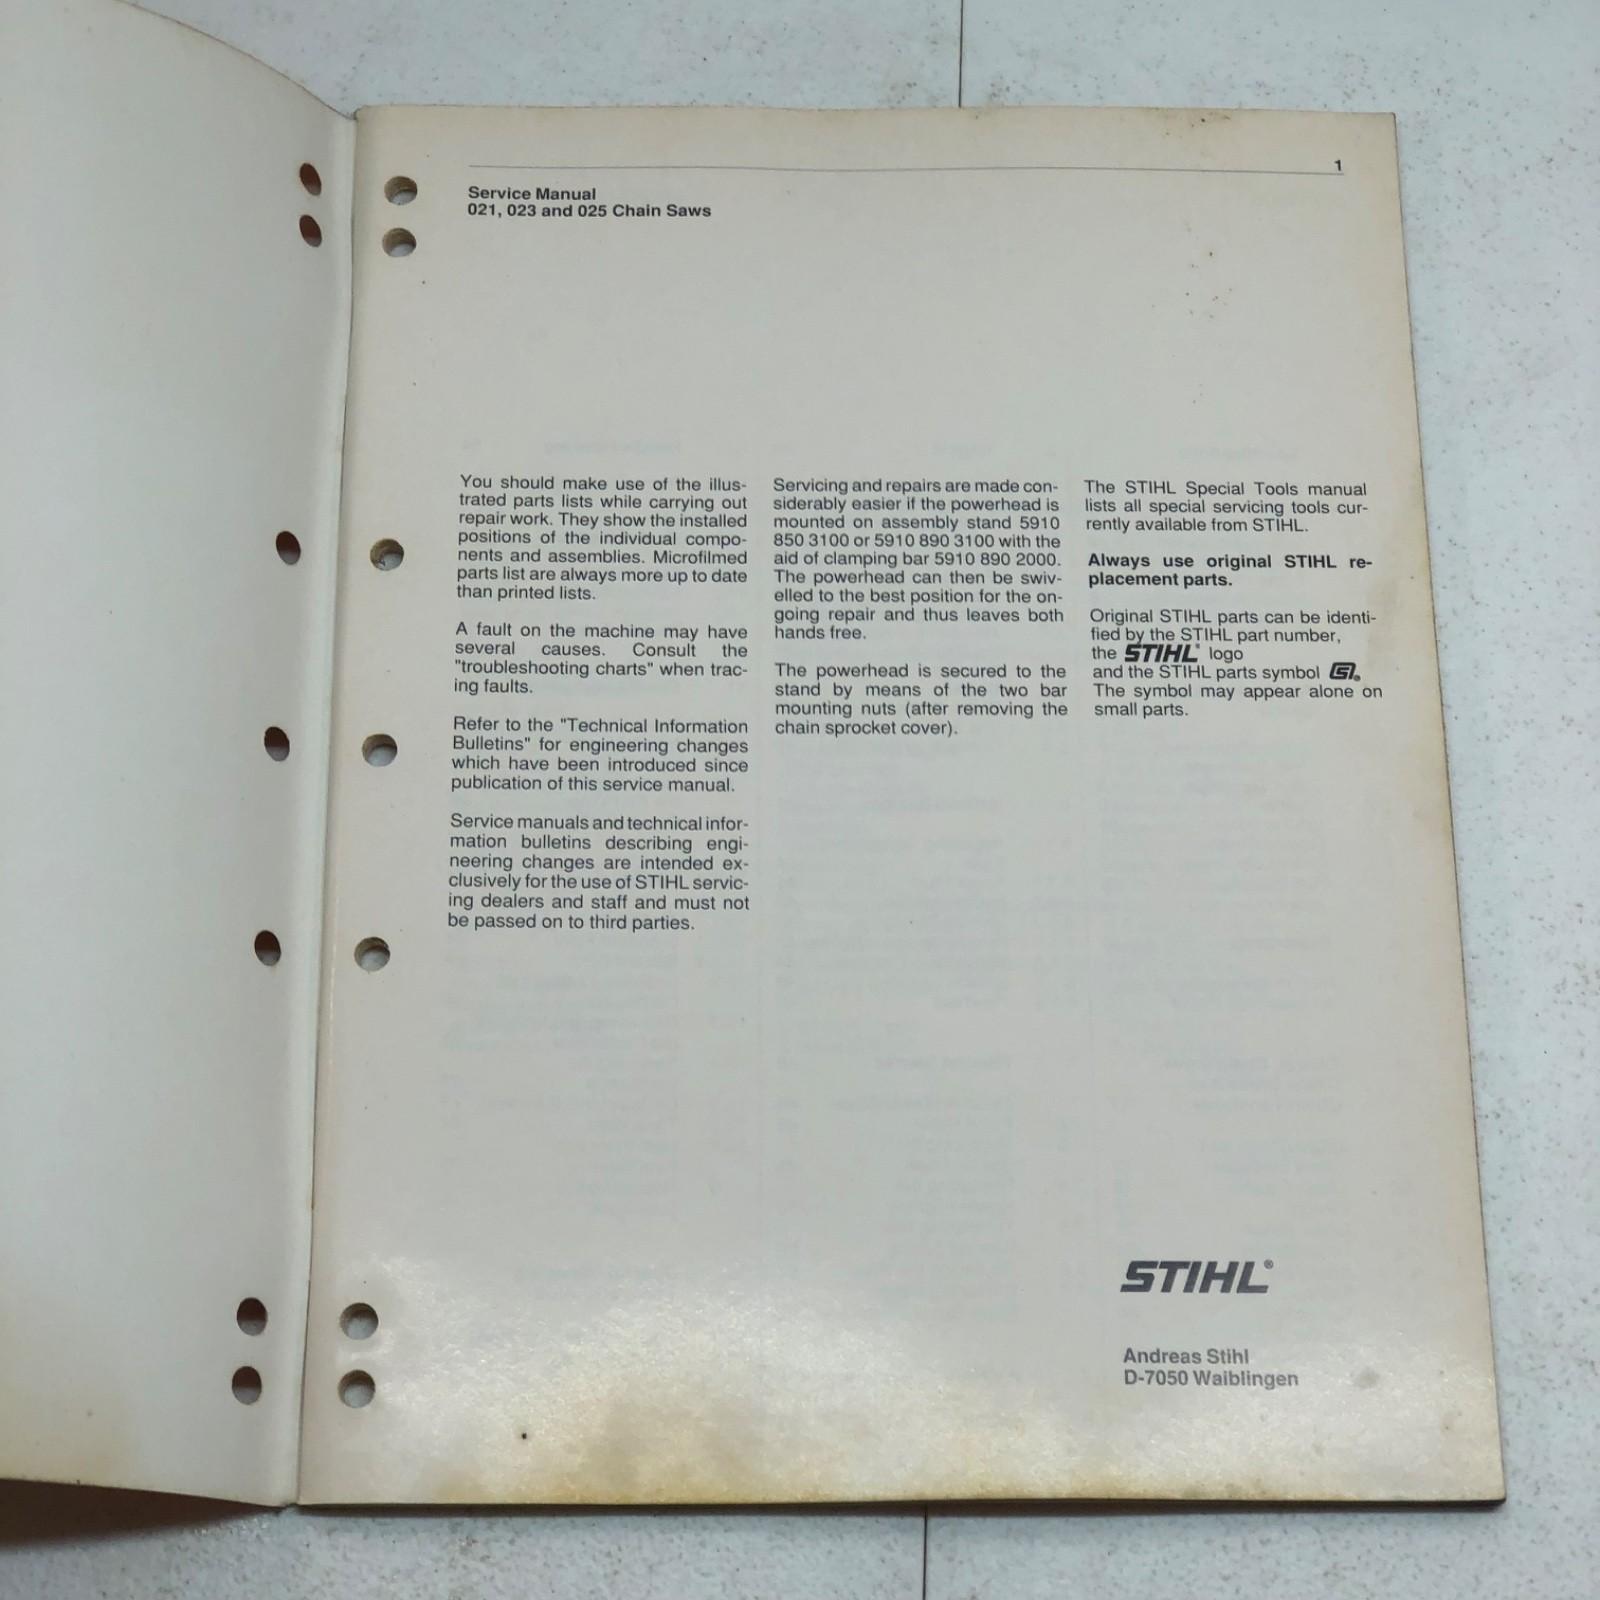 1
Service Manual
021, 023 and 025 Chain Saws
You should make use of the illus-
trated parts lists while carrying out
repair work. They show the installed
positions of the individual compo-
nents and assemblies. Microfilmed
parts list are always more up to date
than printed lists.
A fault on the machine may have
several causes. Consult the
"troubleshooting charts" when trac-
ing faults.
Refer to the "Technical Information
Bulletins" for engineering changes
which have been introduced since
publication of this service manual.
Service manuals and technical infor-
mation bulletins describing engi-
neering changes are intended ex-
clusively for the use of STIHL servic-
ing dealers and staff and must not
be passed on to third parties.
Servicing and repairs are made con-
siderably easier if the powerhead is
mounted on assembly stand 5910
850 3100 or 5910 890 3100 with the
aid of clamping bar 5910 890 2000.
The powerhead can then be swiv-
elled to the best position for the on-
going repair and thus leaves both
hands free.
The powerhead is secured to the
stand by means of the two bar
mounting nuts (after removing the
chain sprocket cover).
The STIHL Special Tools manual
lists all special servicing tools cur-
rently available from STIHL.
Always use original STIHL re-
placement parts.
Original STIHL parts can be identi-
fied by the STIHL part number,
the STIHL® logo
and the STIHL parts symbol
The symbol may appear alone on
small parts.
STIHL®
Andreas Stihl
D-7050 Waiblingen